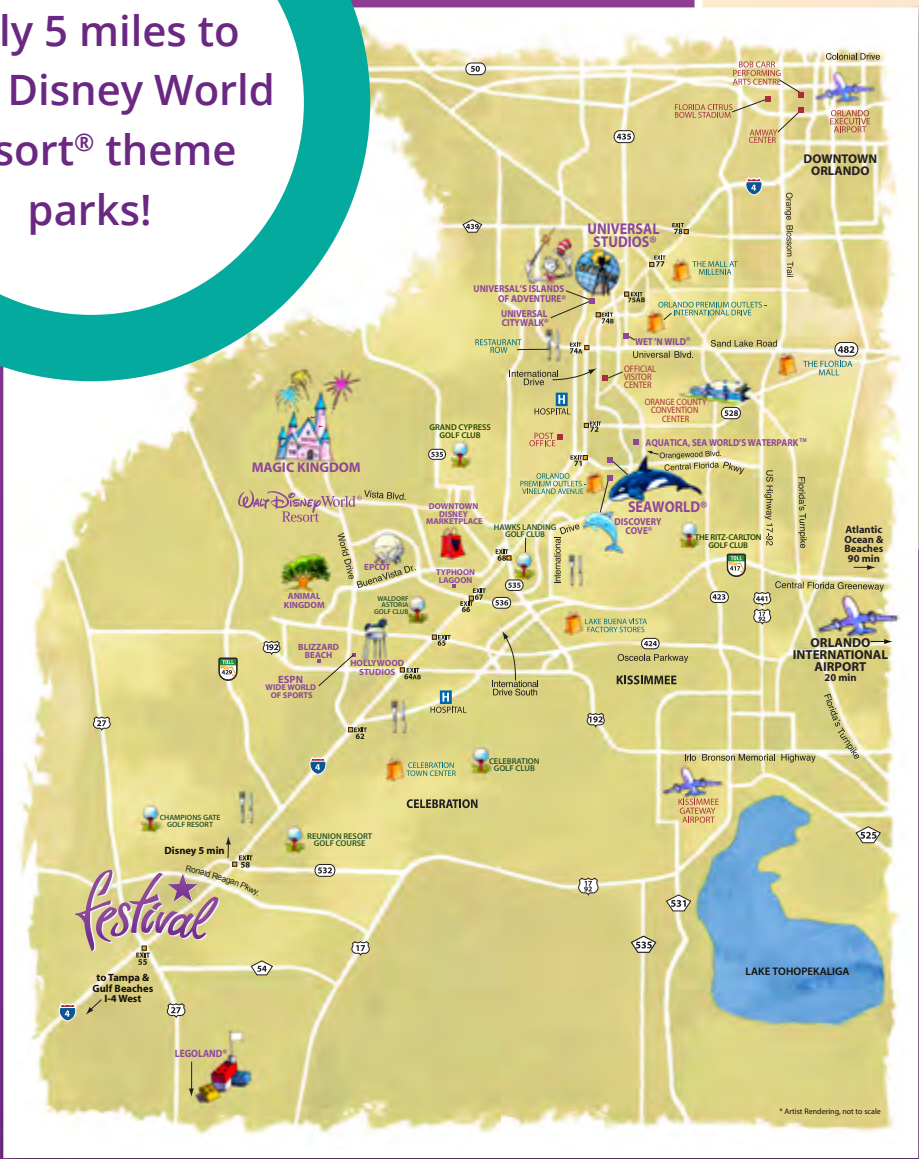 ly 5 miles to
Disney World
sort® theme
parks!
Colonial Drive
50
BOB CARR
PERFORMING
ARTS CENTRE
FLORIDA CITRUS
BOWL STADIUM
AMWAY
CENTER
ORLANDO
EXECUTIVE
AIRPORT
DOWNTOWN
ORLANDO
435
4
439
Orange Blossom Trail
UNIVERSAL
STUDIOS®
EXIT
78
EXIT
77
THE MALL AT
MILLENIA
UNIVERSAL'S ISLANDS
OF ADVENTURE®
EXIT
75AB
UNIVERSAL
CITYWALK®
EXIT
74B
ORLANDO PREMIUM OUTLETS -
INTERNATIONAL DRIVE
RESTAURANT
ROW
EXIT
74A
WET 'N WILD®
Universal Blvd.
Sand Lake Road
482
THE FLORIDA
MALL
International
Drive
OFFICIAL
VISITOR
CENTER
H
HOSPITAL
ORANGE COUNTY
CONVENTION
CENTER
528
GRAND CYPRESS
GOLF CLUB
535
POST
OFFICE
EXIT
72
AQUATICA, SEA WORLD'S WATERPARK™
Orangewood Blvd.
Central Florida Pkwy
EXIT
71
MAGIC KINGDOM
WALT DISNEY World®
Resort
Vista Blvd.
ORLANDO
PREMIUM OUTLETS -
VINELAND AVENUE
SEAWORLD®
DISCOVERY
COVE®
US Highway 17-92
Florida's Turnpike
DOWNTOWN
DISNEY
MARKETPLACE
HAWKS LANDING
GOLF CLUB
International Drive
THE RITZ-CARLTON
GOLF CLUB
Atlantic
Ocean &
Beaches
90 min
World Drive
EPCOT
Buena Vista Dr.
TYPHOON
LAGOON
EXIT
68
535
TOLL
417
ANIMAL
KINGDOM
WALDORF
ASTORIA
GOLF CLUB
EXIT
67
EXIT
66
536
423
441
17
92
Central Florida Greeneway
LAKE BUENA VISTA
FACTORY STORES
192
BLIZZARD
BEACH
HOLLYWOOD
STUDIOS
EXIT
65
424
Osceola Parkway
ORLANDO
INTERNATIONAL
AIRPORT
20 min
TOLL
429
ESPN
WIDE WORLD
OF SPORTS
EXIT
64AB
International
Drive South
KISSIMMEE
H
HOSPITAL
27
EXIT
62
192
Florida's Turnpike
4
CELEBRATION
TOWN CENTER
CELEBRATION
GOLF CLUB
Irlo Bronson Memorial Highway
CELEBRATION
KISSIMMEE
GATEWAY
AIRPORT
CHAMPIONS GATE
GOLF RESORT
REUNION RESORT
GOLF COURSE
525
Disney 5 min
EXIT
58
532
Ronald Reagan Pkwy.
17
92
531
festival
535
EXIT
55
17
54
LAKE TOHOPEKALIGA
to Tampa &
Gulf Beaches
I-4 West
4
27
LEGOLAND®
* Artist Rendering, not to scale